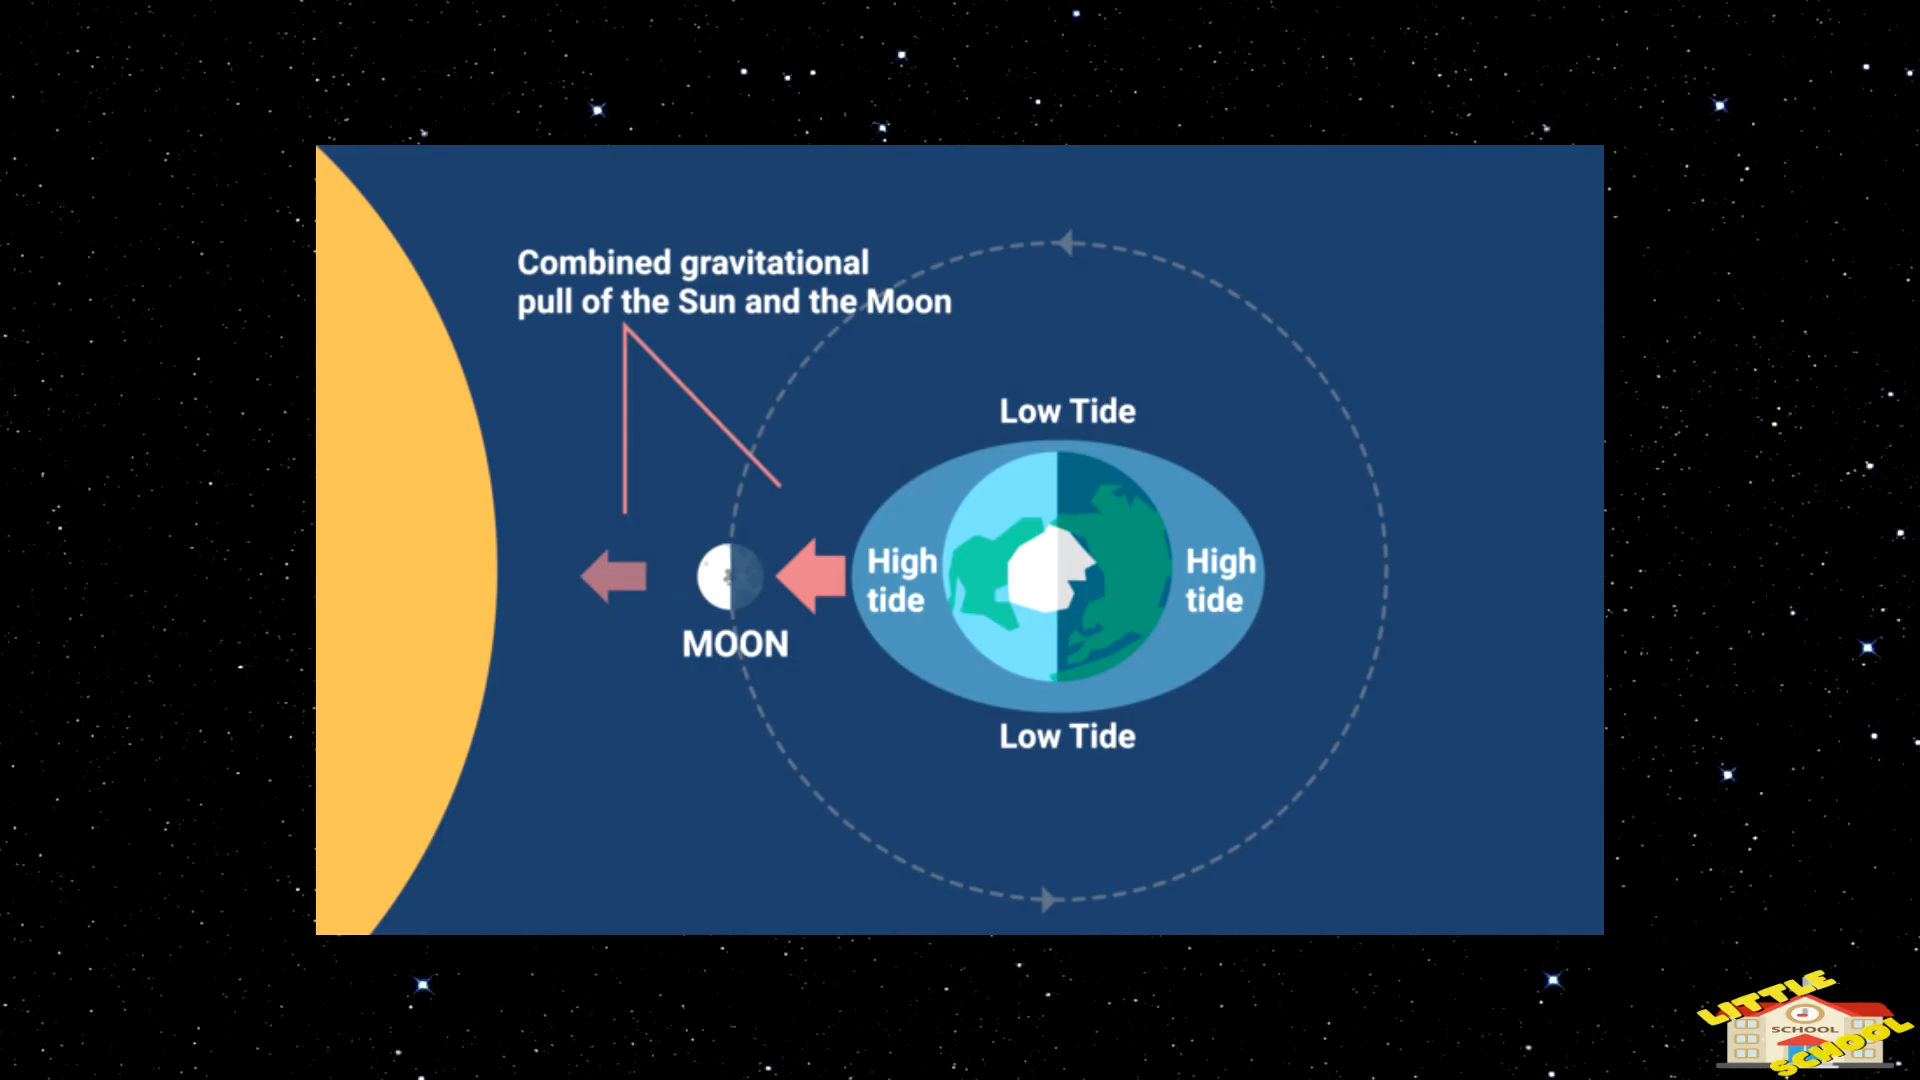 Combined gravitational
pull of the Sun and the Moon
Low Tide
High
tide
High
tide
MOON
Low Tide
LITTLE
SCHOOL
SCHOOL